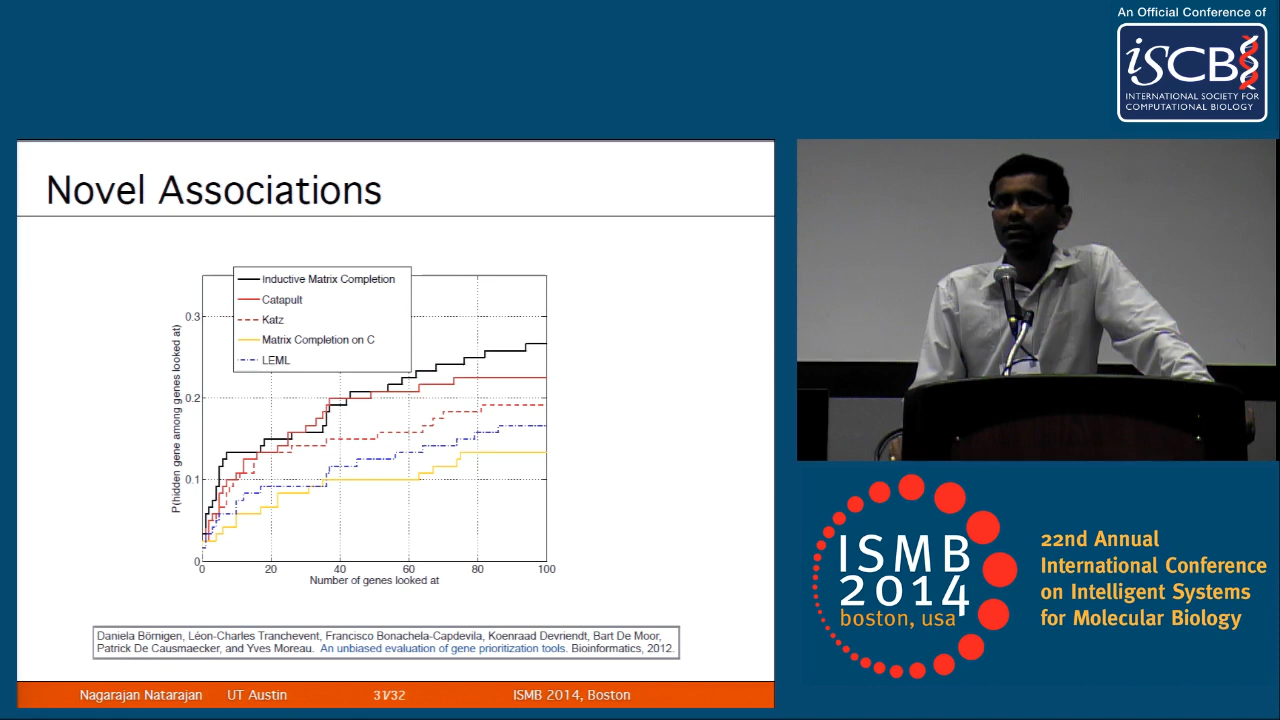 An Official Conference of
iSCB
INTERNATIONAL SOCIETY FOR
COMPUTATIONAL BIOLOGY
Novel Associations
Inductive Matrix Completion
Catapult
Katz
Matrix Completion on C
LEML
P(hidden gene among genes looked at)
0.3
0.2
0.1
0
0 20 40 60 80 100
Number of genes looked at
Daniela Börnigen, Léon-Charles Tranchevent, Francisco Bonachela-Capdevila, Koenraad Devriendt, Bart De Moor,
Patrick De Causmaecker, and Yves Moreau. An unbiased evaluation of gene prioritization tools. Bioinformatics, 2012.
Nagarajan Natarajan UT Austin 31/32 ISMB 2014, Boston
ISMB
2014
boston, usa
22nd Annual
International Conference
on Intelligent Systems
for Molecular Biology